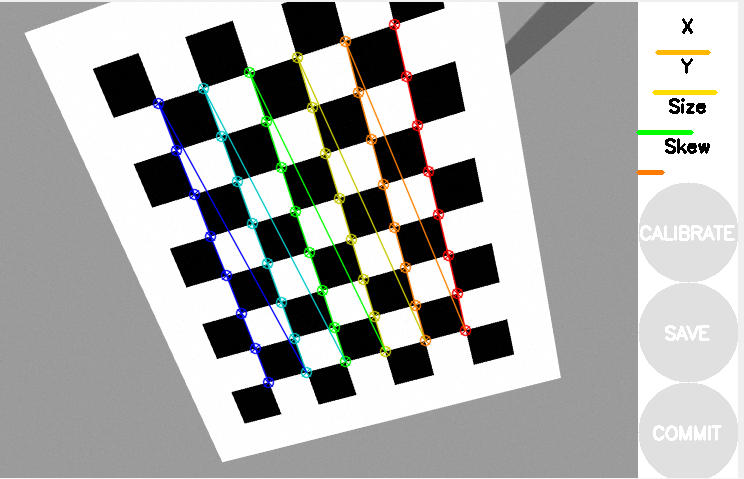 X
Y
Size
Skew
CALIBRATE
SAVE
COMMIT